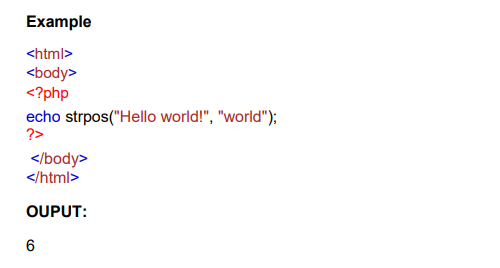 Example
<html>
<body>
<?php
echo strpos("Hello world!", "world");
?>
</body>
</html>
OUPUT:
6